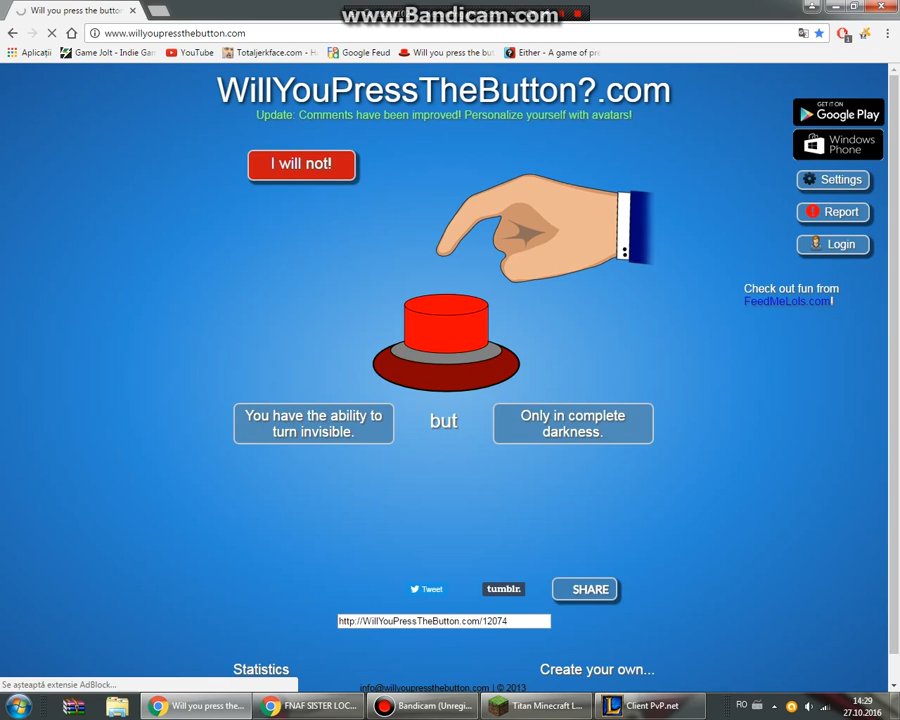 www.Bandicam.com
Will you press the button?
www.willyoupressthebutton.com
1
Aplicații
Game Jolt - Indie Gam
YouTube
Totaljerkface.com - H
Google Feud
Will you press the but
Either - A game of pre
WillYouPressTheButton?.com
Update: Comments have been improved! Personalize yourself with avatars!
GET IT ON
Google Play
I will not!
Windows
Phone
Settings
Report
Login
Check out fun from
FeedMeLols.com!
You have the ability to
turn invisible.
but
Only in complete
darkness.
Tweet
tumblr.
SHARE
http://WillYouPressTheButton.com/12074
Statistics
Create your own...
Se așteaptă extensie AdBlock...
info@willyoupressthebutton.com | © 2013
Will you press the...
FNAF SISTER LOC...
Bandicam (Unregi...
Titan Minecraft L...
Client PvP.net
RO
14:29
27.10.2016